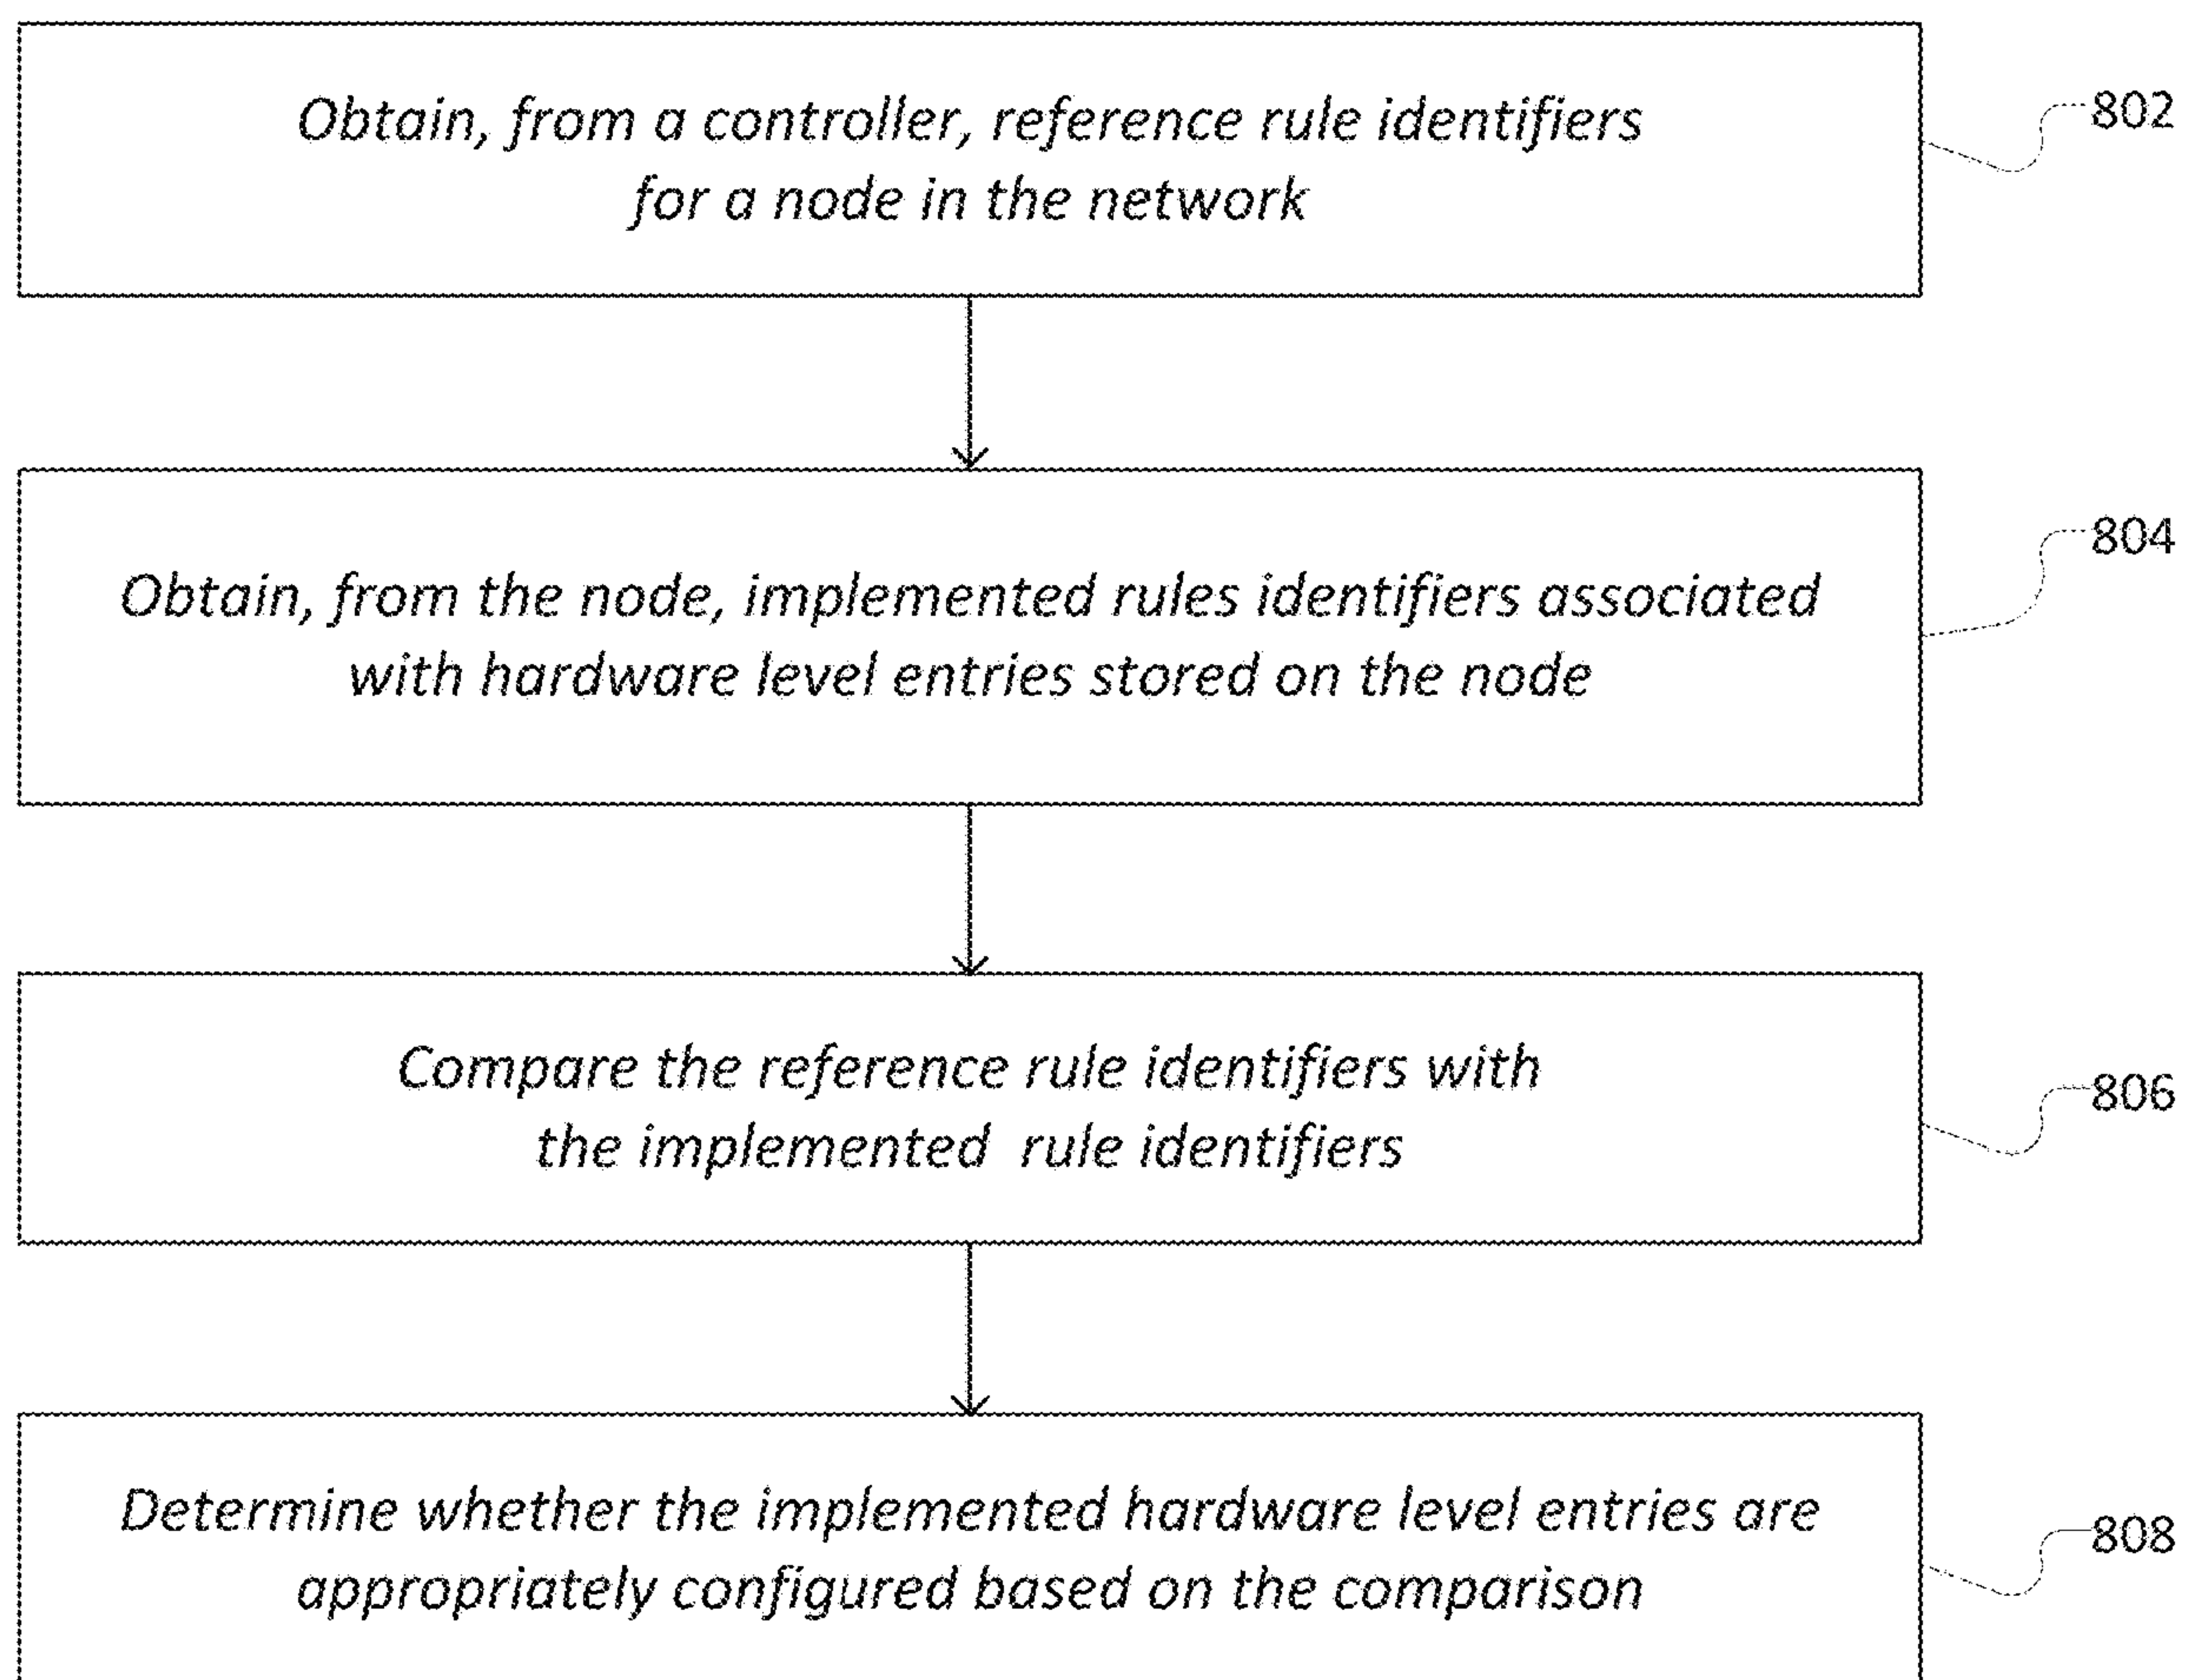 Obtain, from a controller, reference rule identifiers
for a node in the network
802
Obtain, from the node, implemented rules identifiers associated
with hardware level entries stored on the node
804
Compare the reference rule identifiers with
the implemented rule identifiers
806
Determine whether the implemented hardware level entries are
appropriately configured based on the comparison
808